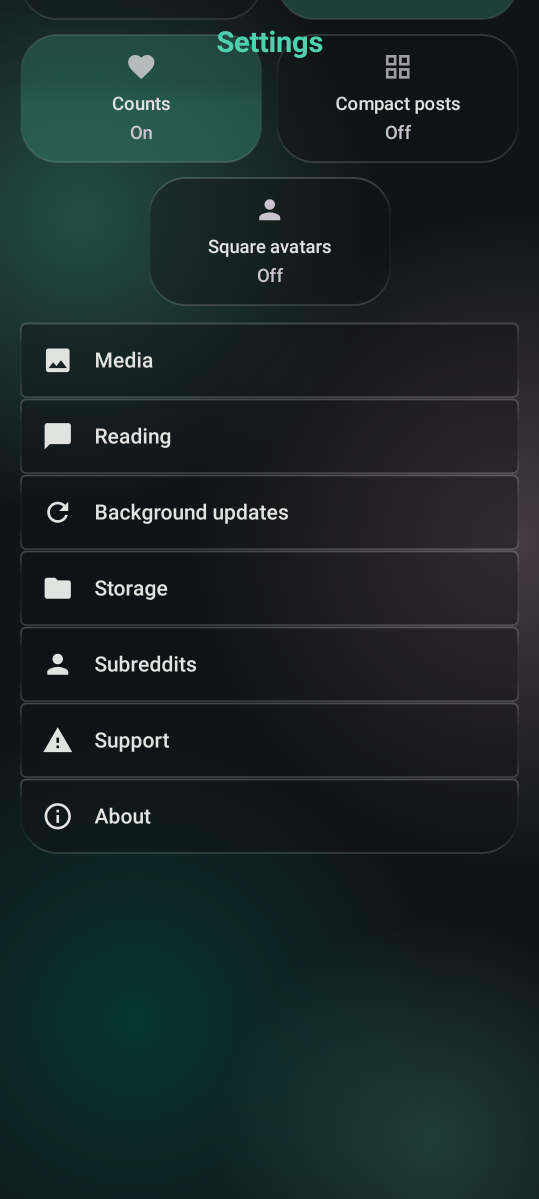 Settings
Counts
On
Compact posts
Off
Square avatars
Off
Media
Reading
Background updates
Storage
Subreddits
Support
About